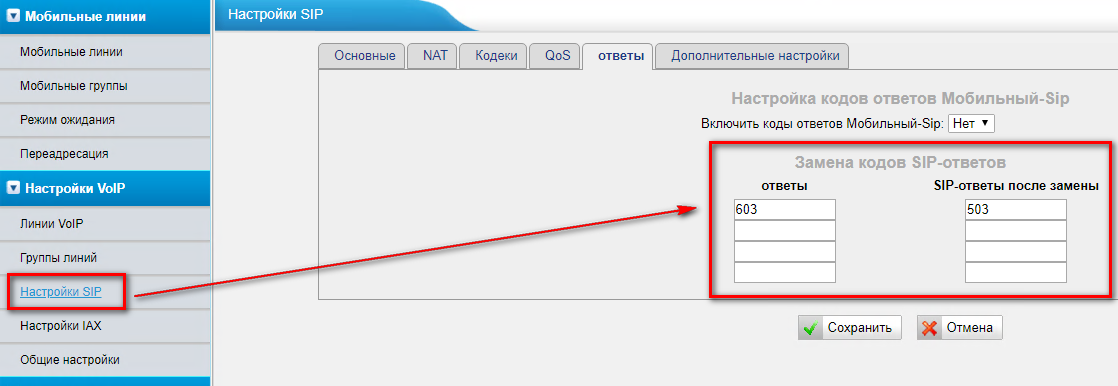 Мобильные линии
Мобильные линии
Мобильные группы
Режим ожидания
Переадресация
Настройки VoIP
Линии VoIP
Группы линий
Настройки SIP
Настройки IAX
Общие настройки
Настройки SIP
Основные NAT Кодеки QoS ответы Дополнительные настройки
Настройка кодов ответов Мобильный-Sip
Включить коды ответов Мобильный-Sip: Нет
Замена кодов SIP-ответов
ответы SIP-ответы после замены
603 503
Сохранить Отмена